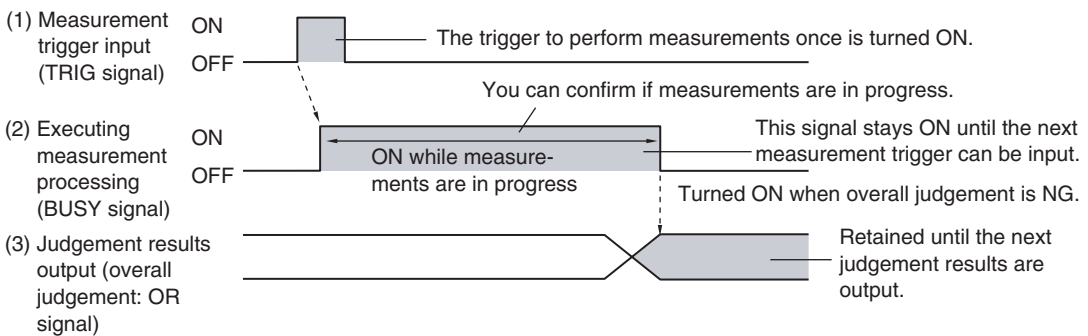 (1) Measurement
trigger input
(TRIG signal)
ON
OFF
The trigger to perform measurements once is turned ON.
You can confirm if measurements are in progress.
(2) Executing
measurement
processing
(BUSY signal)
ON
OFF
ON while measure-
ments are in progress
This signal stays ON until the next
measurement trigger can be input.
Turned ON when overall judgement is NG.
(3) Judgement results
output (overall
judgement: OR
signal)
Retained until the next
judgement results are
output.